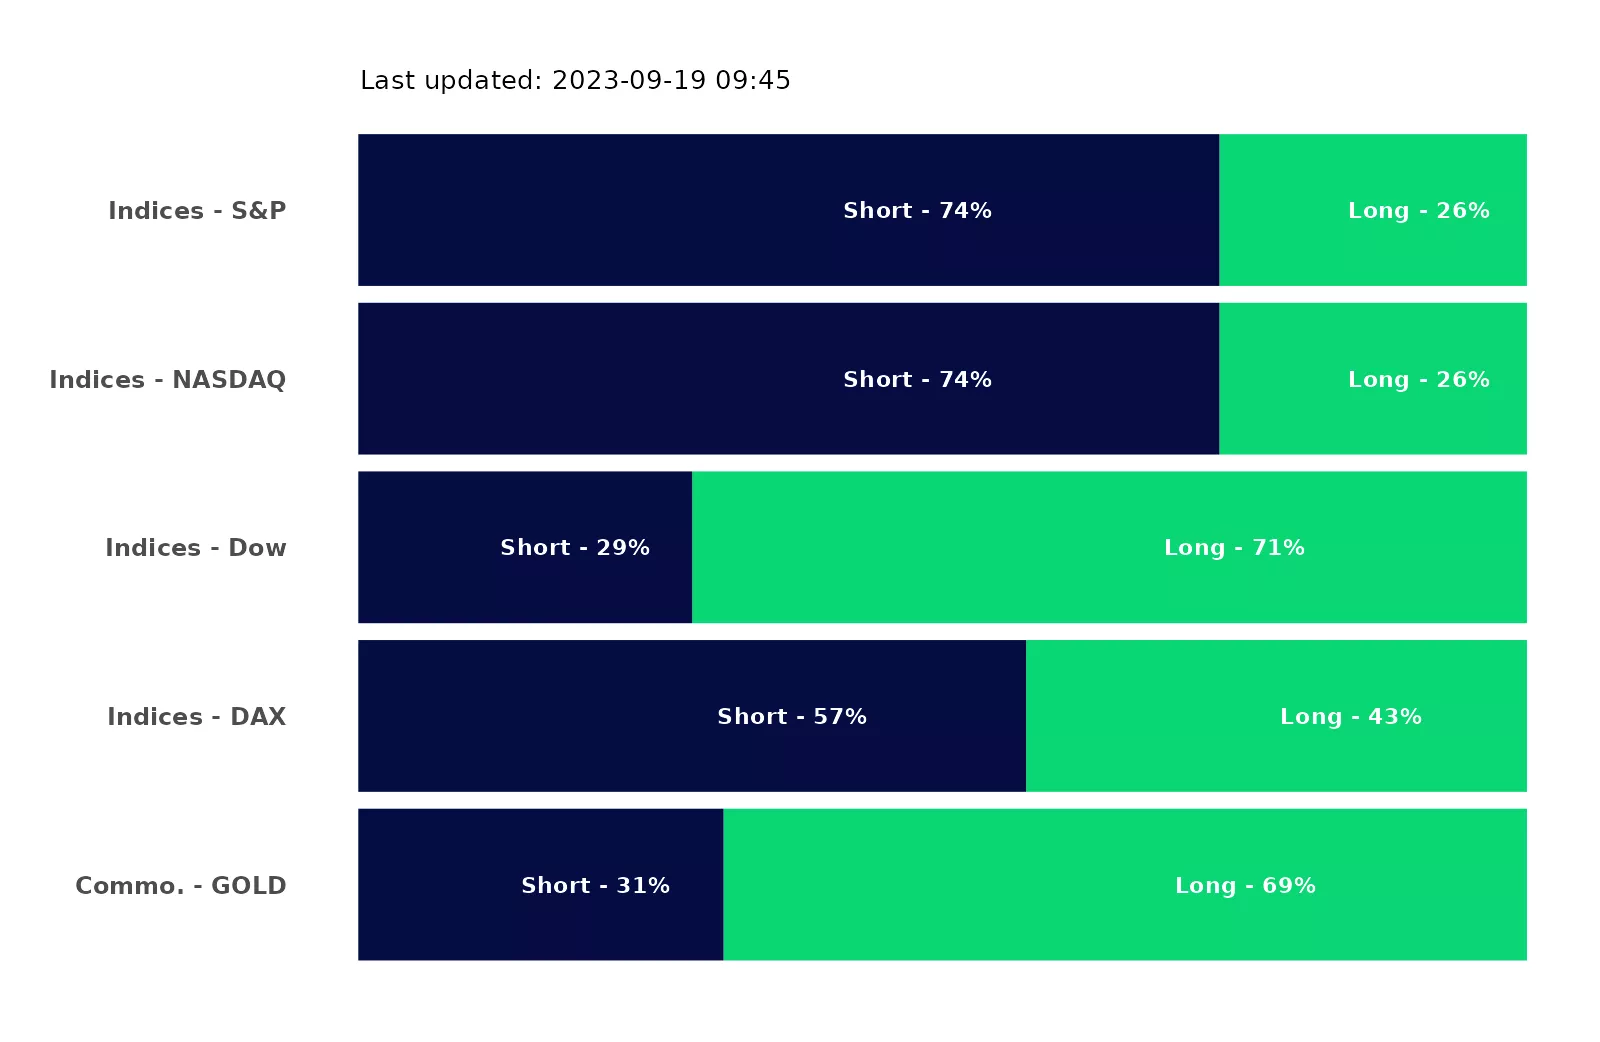 Last updated: 2023-09-19 09:45
Indices - S&P Short - 74% Long - 26%
Indices - NASDAQ Short - 74% Long - 26%
Indices - Dow Short - 29% Long - 71%
Indices - DAX Short - 57% Long - 43%
Commo. - GOLD Short - 31% Long - 69%